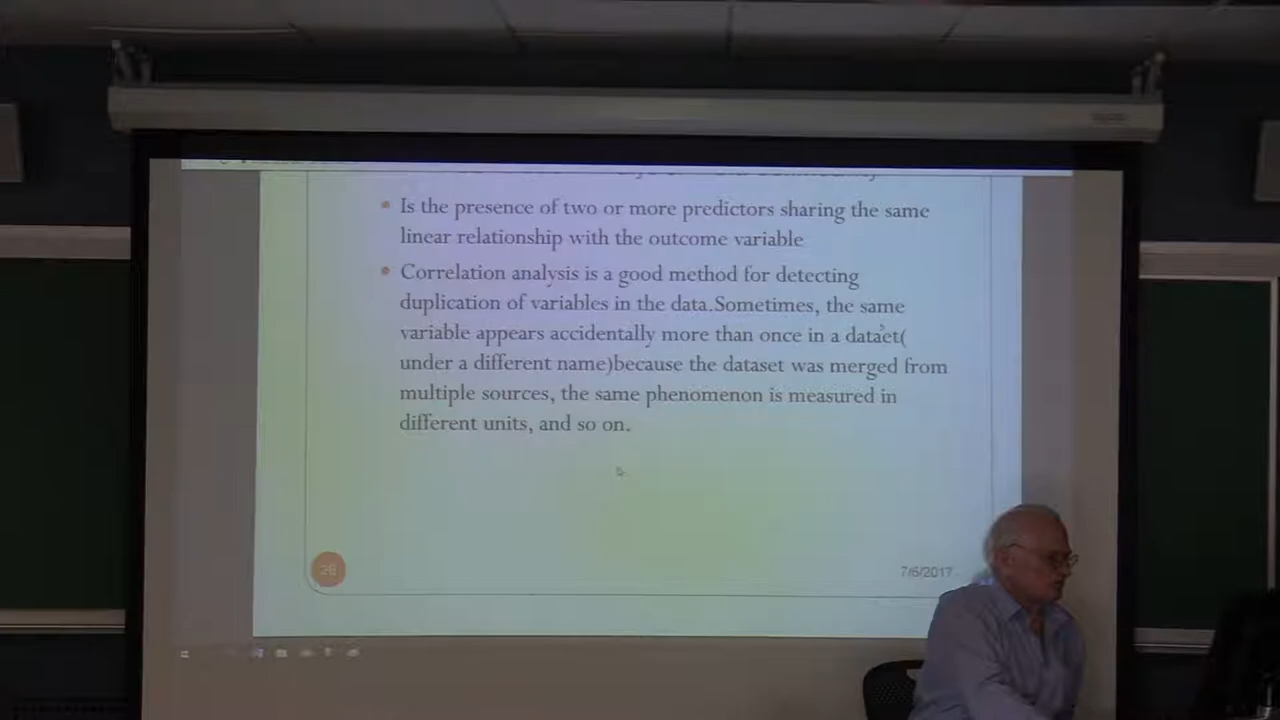 Is the presence of two or more predictors sharing the same
linear relationship with the outcome variable
Correlation analysis is a good method for detecting
duplication of variables in the data.Sometimes, the same
variable appears accidentally more than once in a dataet(
under a different name)because the dataset was merged from
multiple sources, the same phenomenon is measured in
different units, and so on.
26
7/6/2017